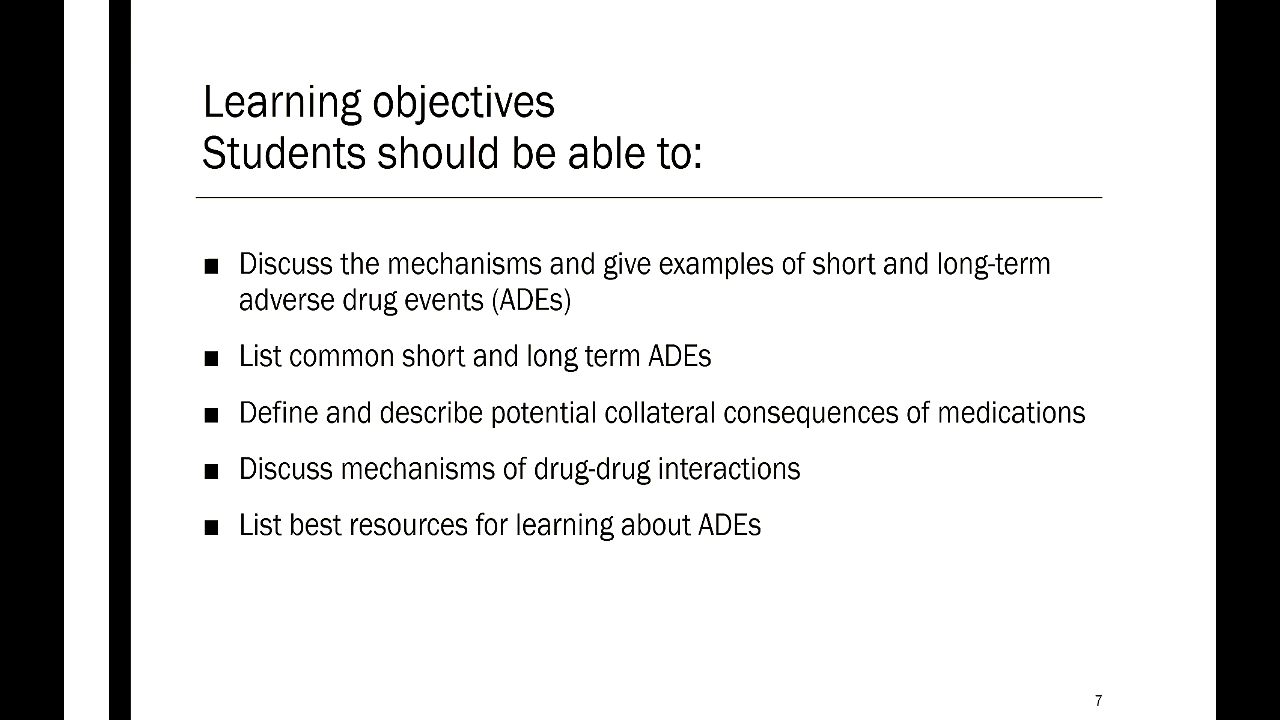 Learning objectives
Students should be able to:
■ Discuss the mechanisms and give examples of short and long-term
adverse drug events (ADEs)
■ List common short and long term ADEs
■ Define and describe potential collateral consequences of medications
■ Discuss mechanisms of drug-drug interactions
■ List best resources for learning about ADEs
7